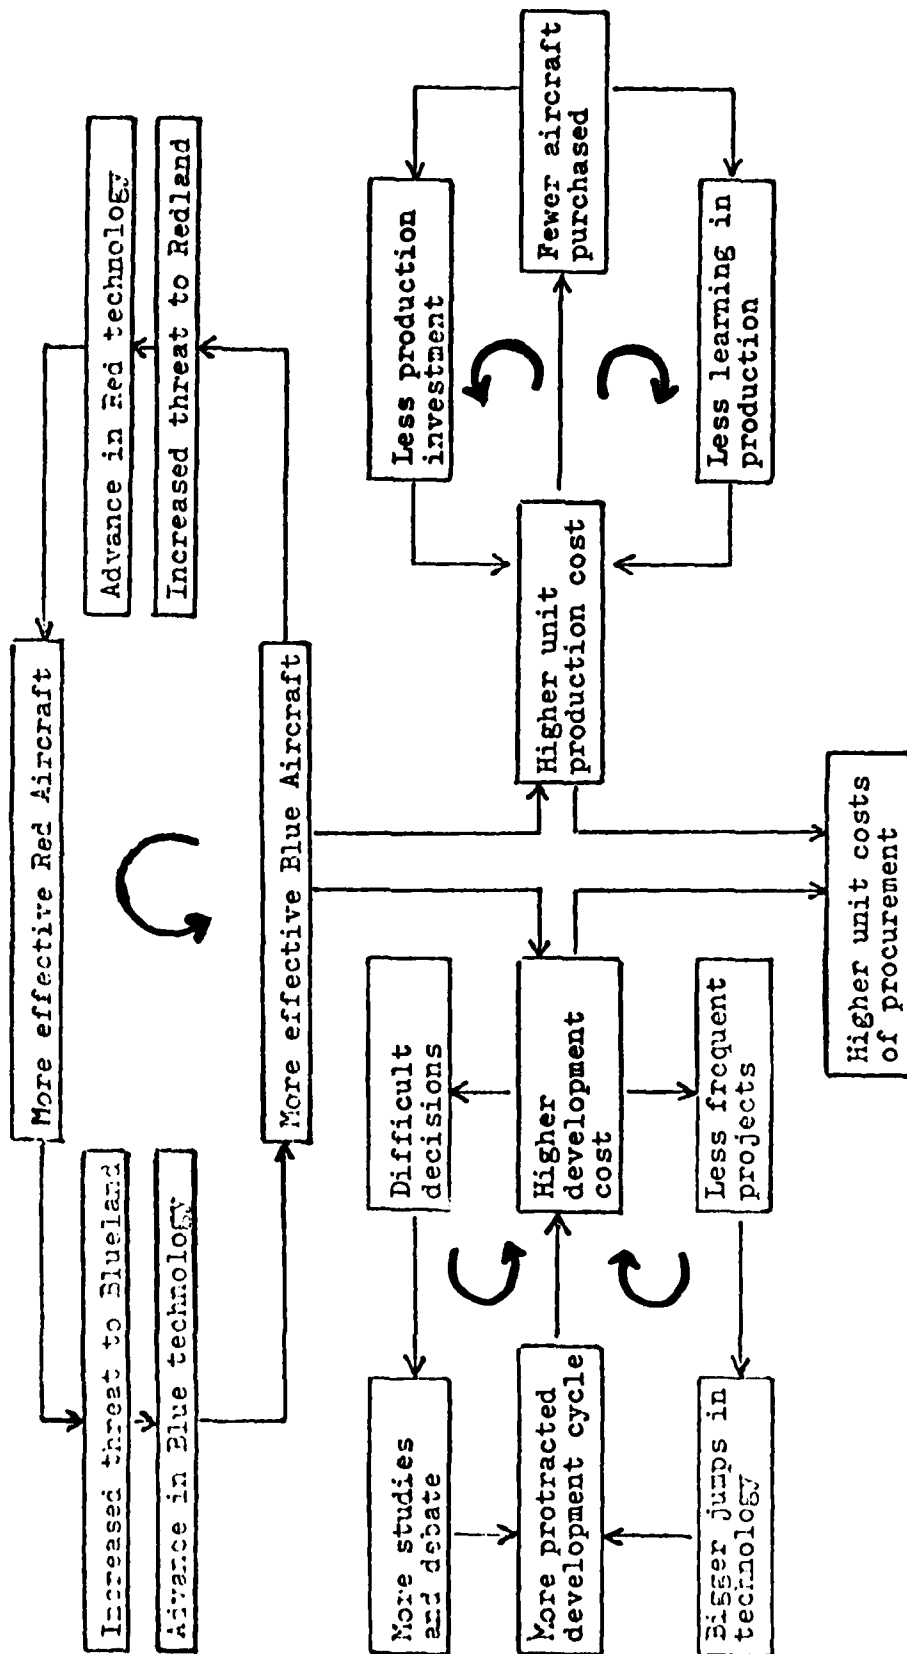 More effective Red Aircraft
Increased threat to Blueland
Advance in Blue technology
Advance in Red technology
Increased threat to Redland
More effective Blue Aircraft
More studies
and debate
Difficult
decisions
Less production
investment
More protracted
development cycle
Higher
development
cost
Higher unit
production cost
Fewer aircraft
purchased
Bigger jumps in
technology
Less frequent
projects
Less learning in
production
Higher unit costs
of procurement